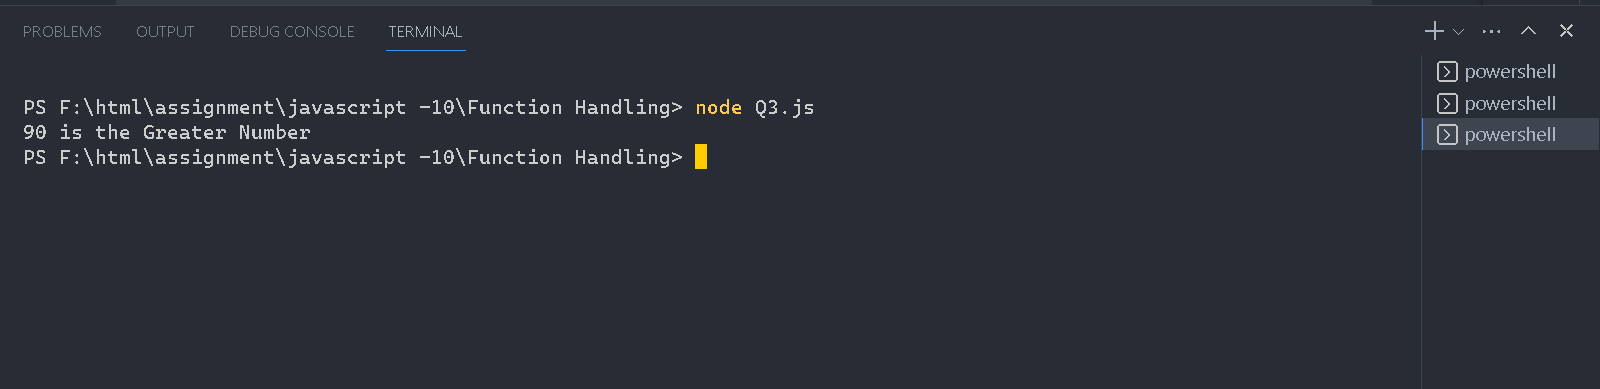 PROBLEMS OUTPUT DEBUG CONSOLE TERMINAL
PS F:\html\assignment\javascript -10\Function Handling> node Q3.js
90 is the Greater Number
PS F:\html\assignment\javascript -10\Function Handling>
powershell
powershell
powershell